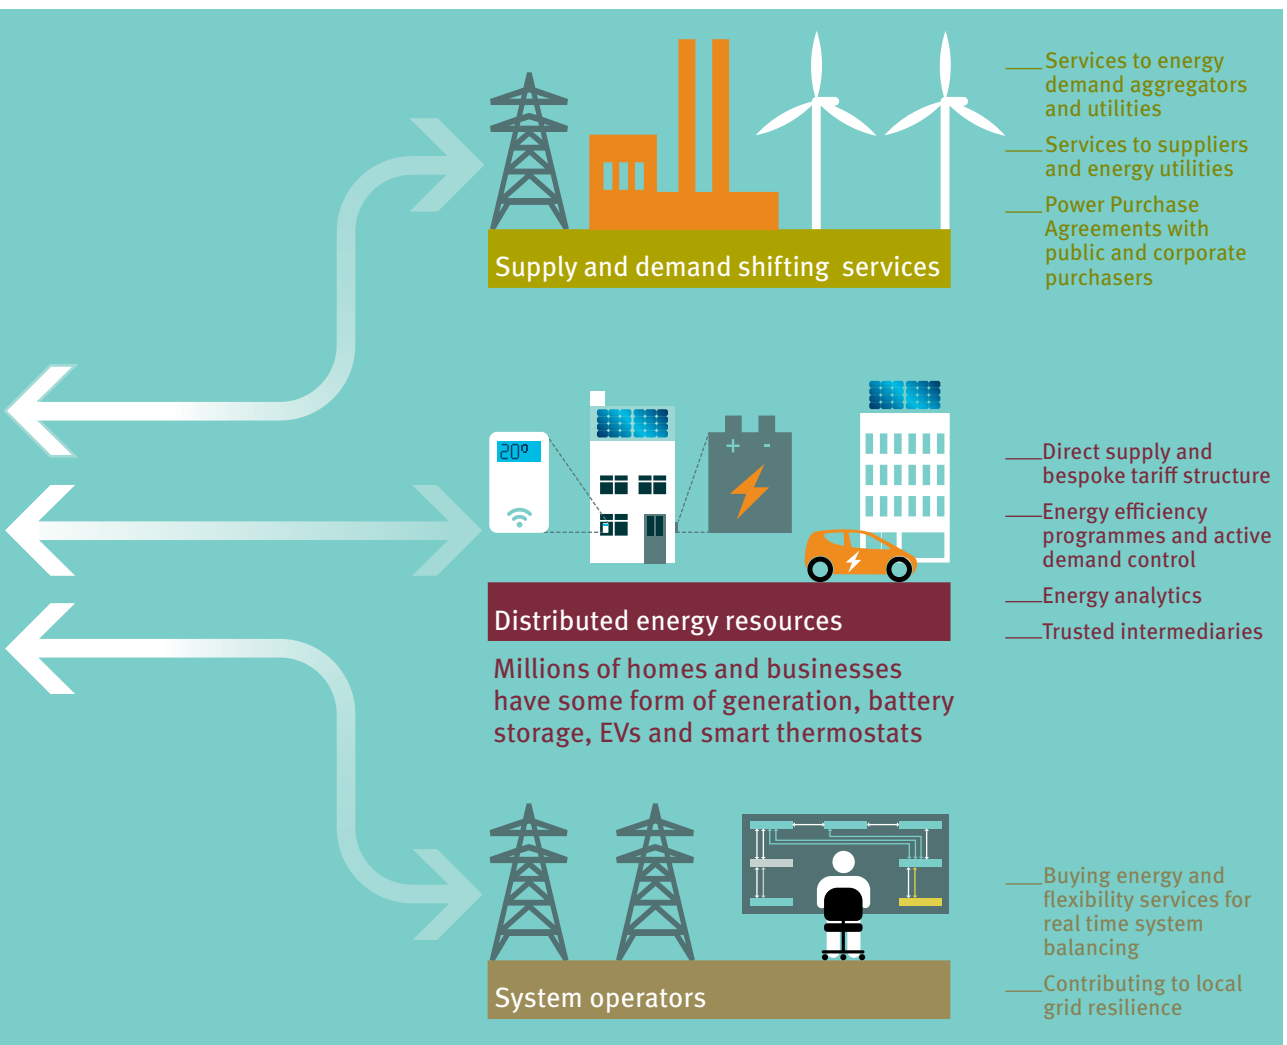 Services to energy
demand aggregators
and utilities
Services to suppliers
and energy utilities
Power Purchase
Agreements with
public and corporate
purchasers
Supply and demand shifting services
20º
+ -
Direct supply and
bespoke tariff structure
Energy efficiency
programmes and active
demand control
Energy analytics
Trusted intermediaries
Distributed energy resources
Millions of homes and businesses
have some form of generation, battery
storage, EVs and smart thermostats
Buying energy and
flexibility services for
real time system
balancing
Contributing to local
grid resilience
System operators